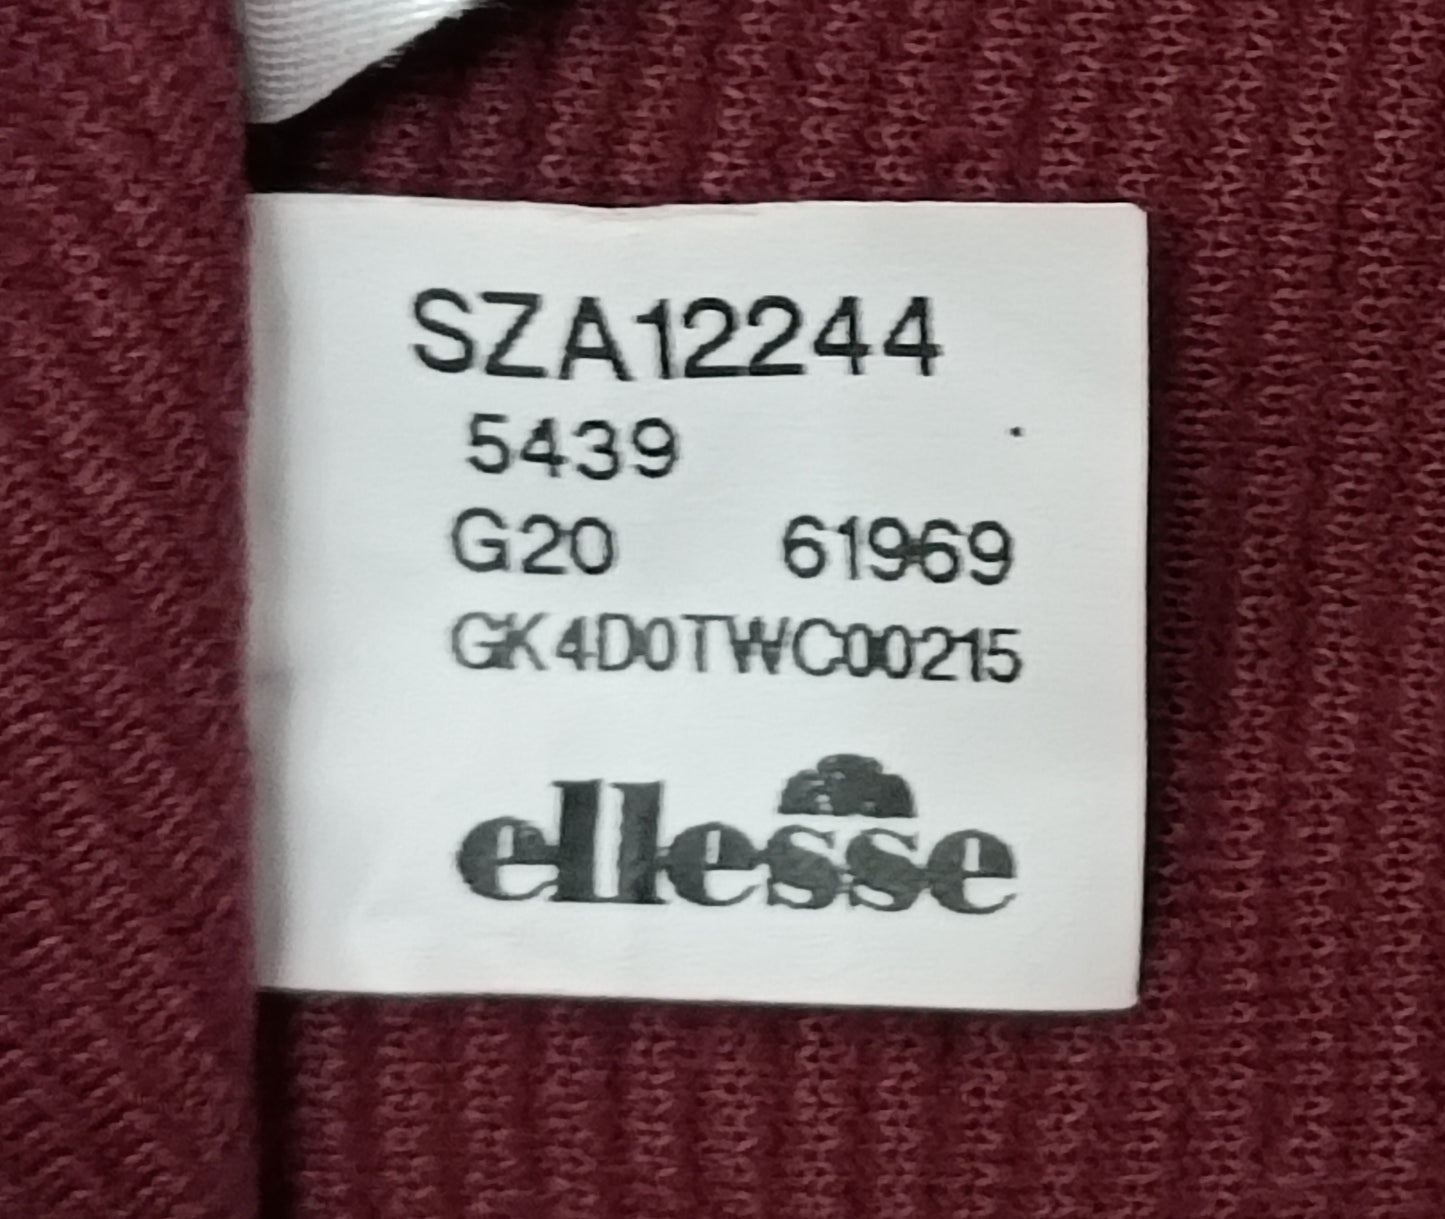 SZA12244
5439
G20 61969
GK4D0TWC00215
ellesse